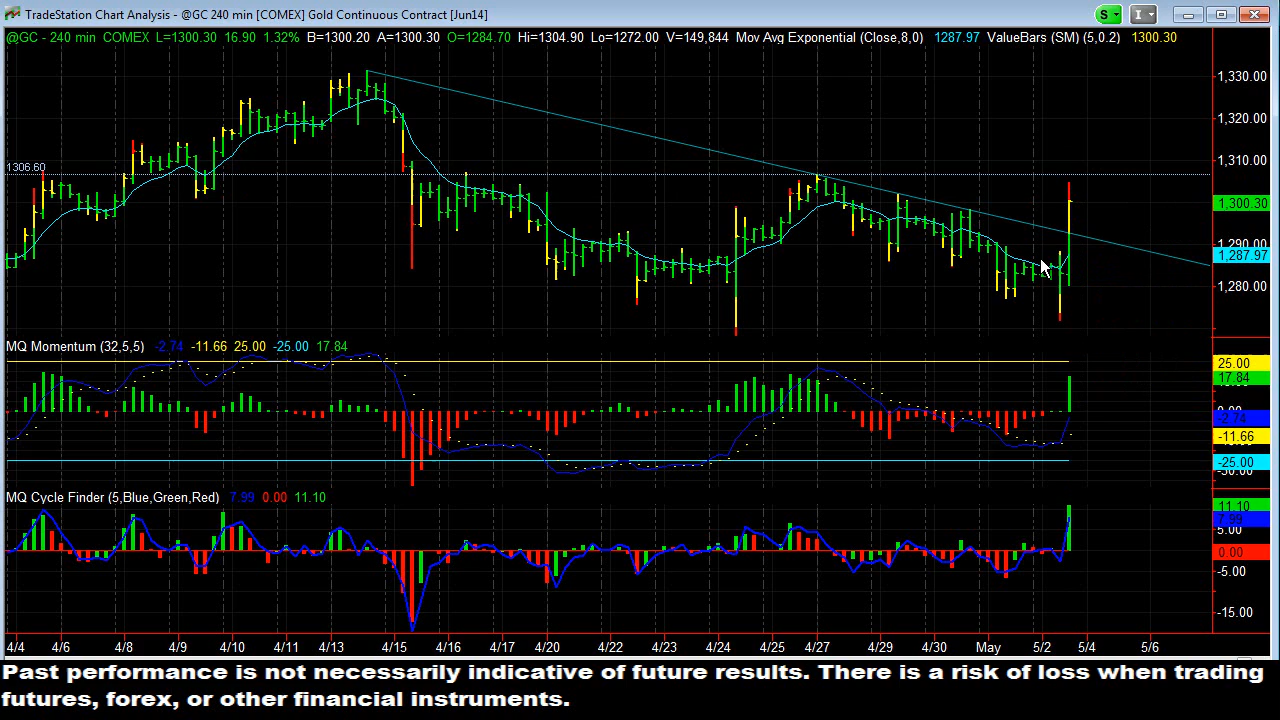 TradeStation Chart Analysis - @GC 240 min [COMEX] Gold Continuous Contract [Jun14]
@GC - 240 min COMEX L=1300.30 16.90 1.32% B=1300.20 A=1300.30 O=1284.70 Hi=1304.90 Lo=1272.00 V=149,844 Mov Avg Exponential (Close,8,0) 1287.97 ValueBars (SM) (5,0.2) 1300.30
S
I
1,330.00
1,320.00
1,310.00
1306.60
1,300.30
1,290.00
1,287.97
1,280.00
MQ Momentum (32,5,5) -2.74 -11.66 25.00 -25.00 17.84
25.00
17.84
0.00
-2.74
-11.66
-25.00
MQ Cycle Finder (5,Blue,Green,Red) 7.99 0.00 11.10
11.10
7.99
5.00
0.00
-5.00
-15.00
4/4 4/6 4/8 4/9 4/10 4/11 4/13 4/15 4/16 4/17 4/20 4/22 4/23 4/24 4/25 4/27 4/29 4/30 May 5/2 5/4 5/6
Past performance is not necessarily indicative of future results. There is a risk of loss when trading
futures, forex, or other financial instruments.